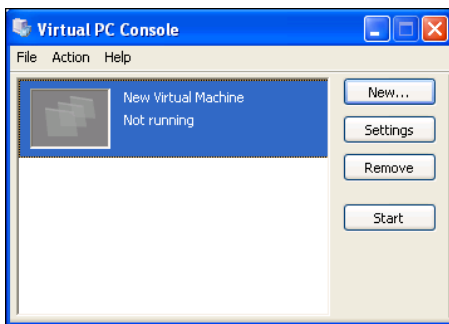 Virtual PC Console
File Action Help
New Virtual Machine
Not running
New...
Settings
Remove
Start